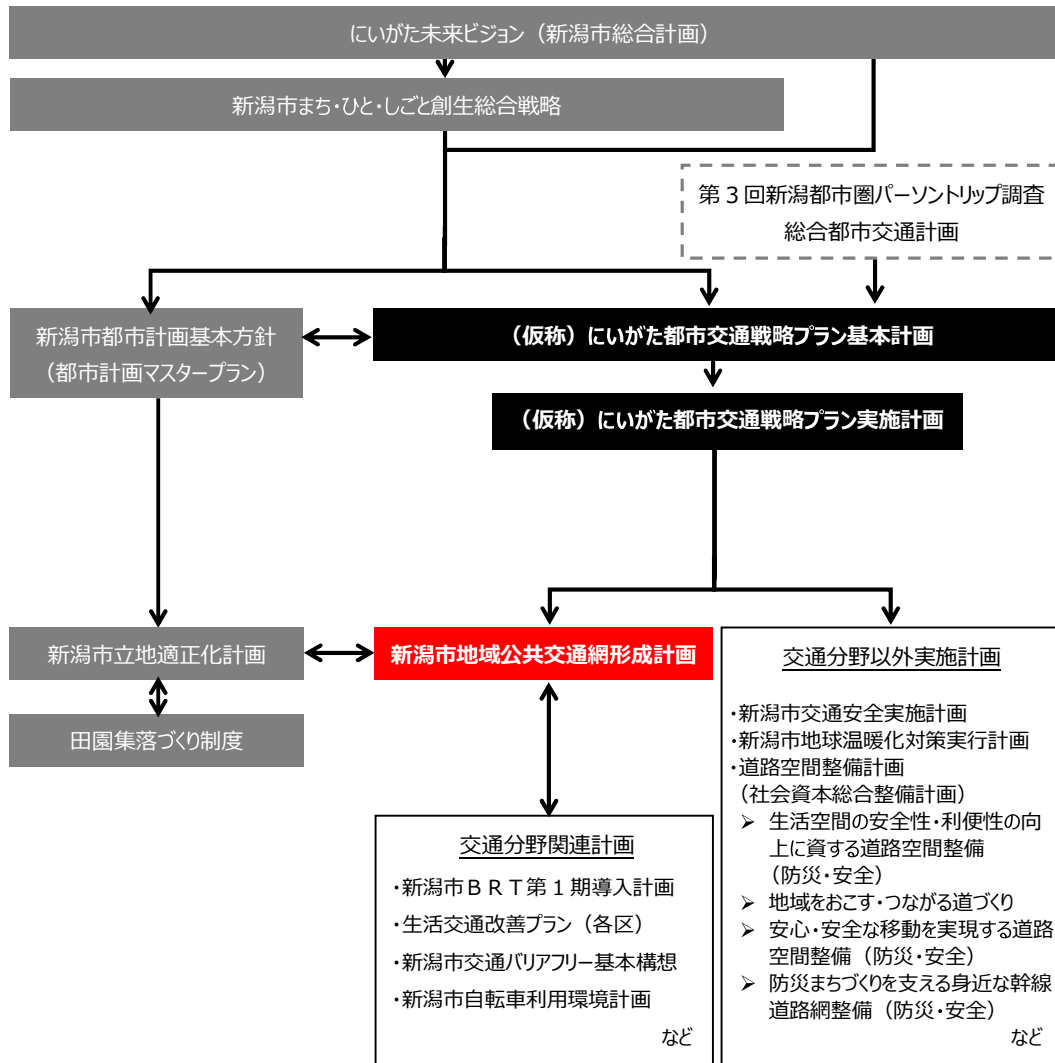 にいがた未来ビジョン（新潟市総合計画）
新潟市まち・ひと・しごと創生総合戦略
第３回新潟都市圏パーソントリップ調査
総合都市交通計画
新潟市都市計画基本方針
（都市計画マスタープラン）
（仮称）にいがた都市交通戦略プラン基本計画
（仮称）にいがた都市交通戦略プラン実施計画
新潟市立地適正化計画
新潟市地域公共交通網形成計画
田園集落づくり制度
交通分野関連計画
・新潟市ＢＲＴ第１期導入計画
・生活交通改善プラン（各区）
・新潟市交通バリアフリー基本構想
・新潟市自転車利用環境計画
など
交通分野以外実施計画
・新潟市交通安全実施計画
・新潟市地球温暖化対策実行計画
・道路空間整備計画
（社会資本総合整備計画）
➢ 生活空間の安全性・利便性の向
上に資する道路空間整備
（防災・安全）
➢ 地域をおこす・つながる道づくり
➢ 安心・安全な移動を実現する道路
空間整備（防災・安全）
➢ 防災まちづくりを支える身近な幹線
道路網整備（防災・安全）
など